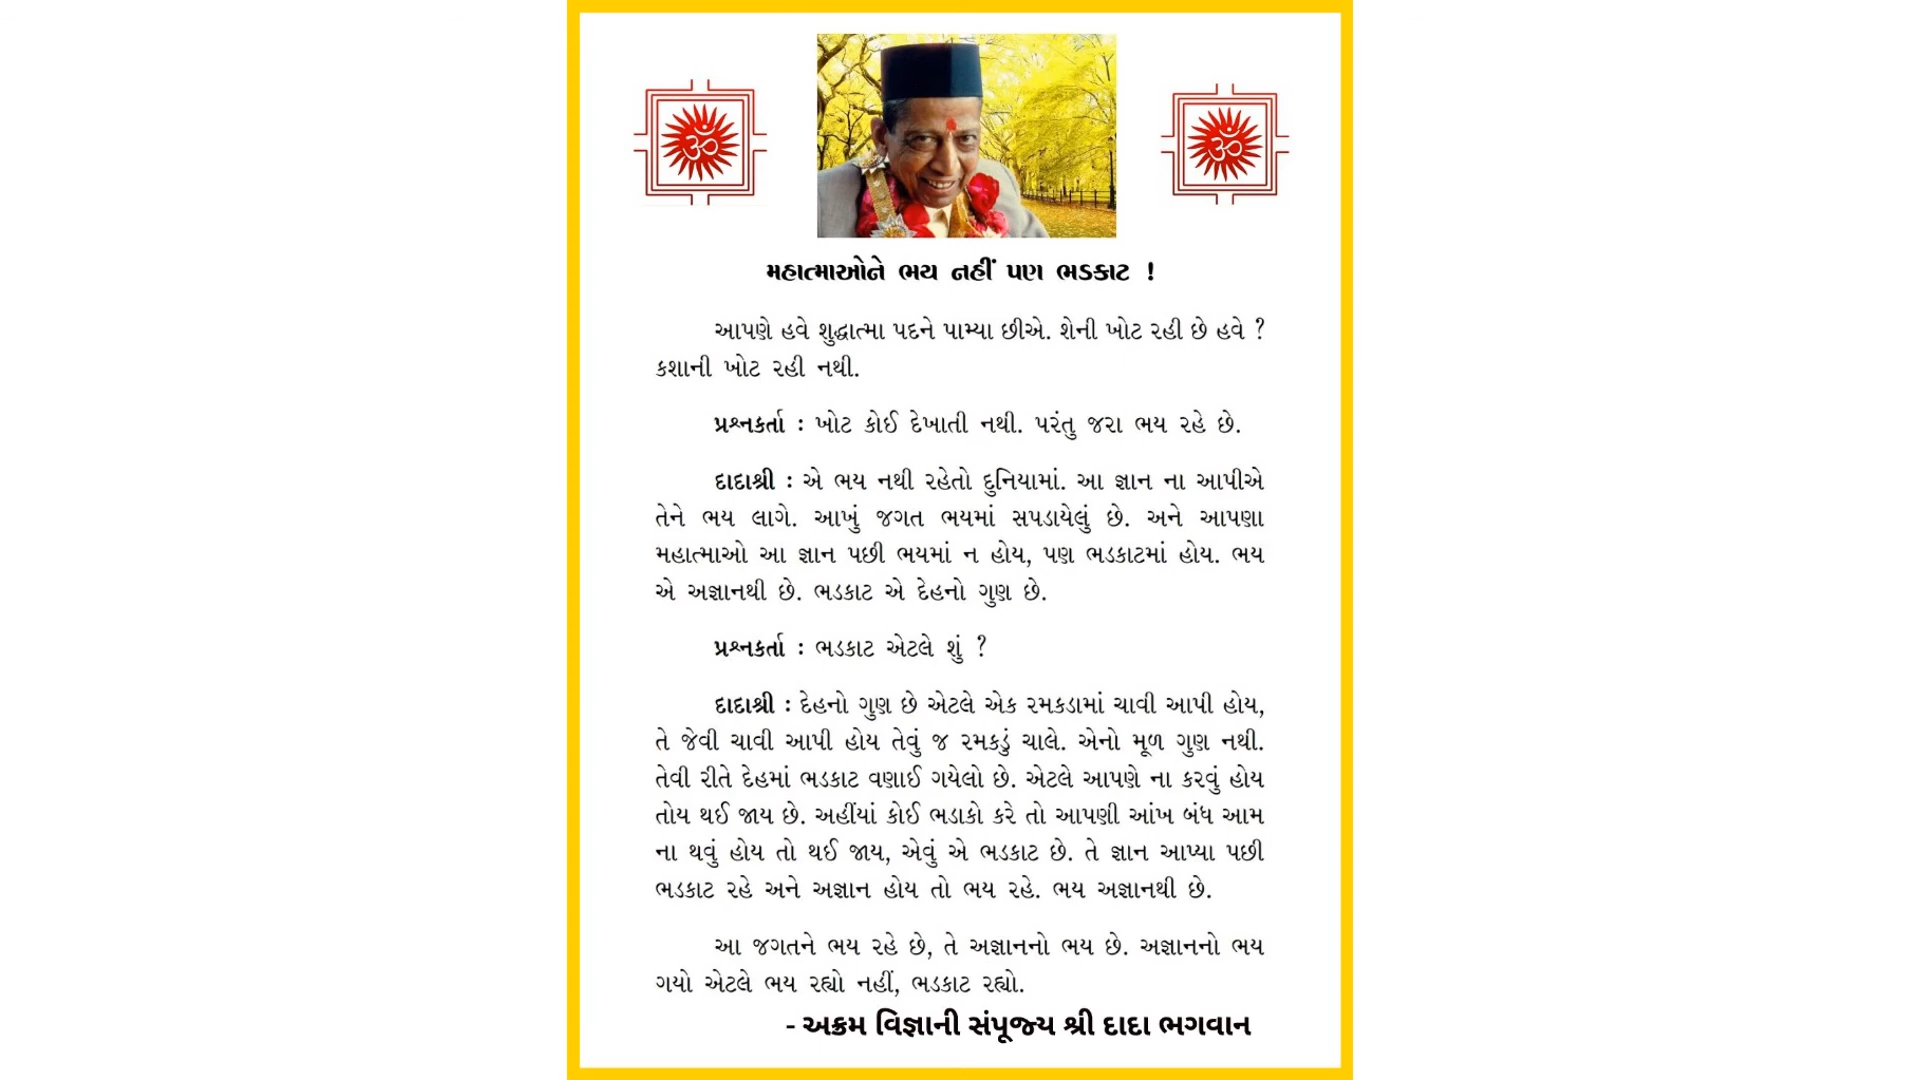 ૐ
ૐ
મહાત્માઓને ભય નહીં પણ ભડકાટ !
આપણે હવે શુદ્ધાત્મા પદને પામ્યા છીએ. શેની ખોટ રહી છે હવે ?
કશાની ખોટ રહી નથી.
પ્રશ્નકર્તા : ખોટ કોઈ દેખાતી નથી. પરંતુ જરા ભય રહે છે.
દાદાશ્રી : એ ભય નથી રહેતો દુનિયામાં. આ જ્ઞાન ના આપીએ
તેને ભય લાગે. આખું જગત ભયમાં સપડાયેલું છે. અને આપણા
મહાત્માઓ આ જ્ઞાન પછી ભયમાં ન હોય, પણ ભડકાટમાં હોય. ભય
એ અજ્ઞાનથી છે. ભડકાટ એ દેહનો ગુણ છે.
પ્રશ્નકર્તા : ભડકાટ એટલે શું ?
દાદાશ્રી : દેહનો ગુણ છે એટલે એક રમકડામાં ચાવી આપી હોય,
તે જેવી ચાવી આપી હોય તેવું જ રમકડું ચાલે. એનો મૂળ ગુણ નથી.
તેવી રીતે દેહમાં ભડકાટ વણાઈ ગયેલો છે. એટલે આપણે ના કરવું હોય
તોય થઈ જાય છે. અહીંયાં કોઈ ભડાકો કરે તો આપણી આંખ બંધ આમ
ના થવું હોય તો થઈ જાય, એવું એ ભડકાટ છે. તે જ્ઞાન આપ્યા પછી
ભડકાટ રહે અને અજ્ઞાન હોય તો ભય રહે. ભય અજ્ઞાનથી છે.
આ જગતને ભય રહે છે, તે અજ્ઞાનનો ભય છે. અજ્ઞાનનો ભય
ગયો એટલે ભય રહ્યો નહીં, ભડકાટ રહ્યો.
- અક્રમ વિજ્ઞાની સંપૂજ્ય શ્રી દાદા ભગવાન